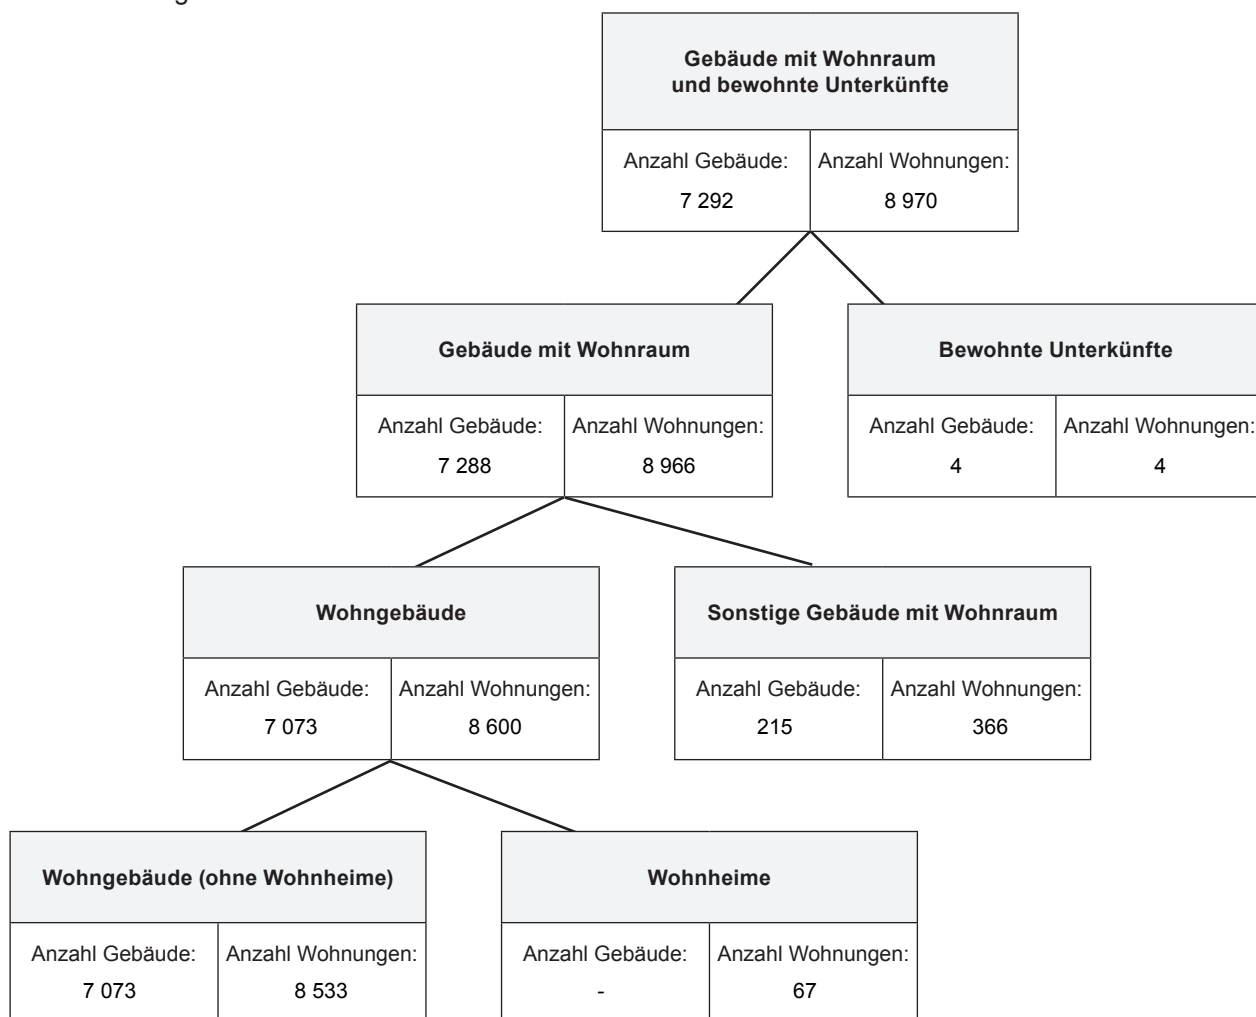 Gebäude mit Wohnraum
und bewohnte Unterkünfte
Anzahl Gebäude: Anzahl Wohnungen:
7 292 8 970
Gebäude mit Wohnraum Bewohnte Unterkünfte
Anzahl Gebäude: Anzahl Wohnungen: Anzahl Gebäude: Anzahl Wohnungen:
7 288 8 966 4 4
Wohngebäude Sonstige Gebäude mit Wohnraum
Anzahl Gebäude: Anzahl Wohnungen: Anzahl Gebäude: Anzahl Wohnungen:
7 073 8 600 215 366
Wohngebäude (ohne Wohnheime) Wohnheime
Anzahl Gebäude: Anzahl Wohnungen: Anzahl Gebäude: Anzahl Wohnungen:
7 073 8 533 - 67